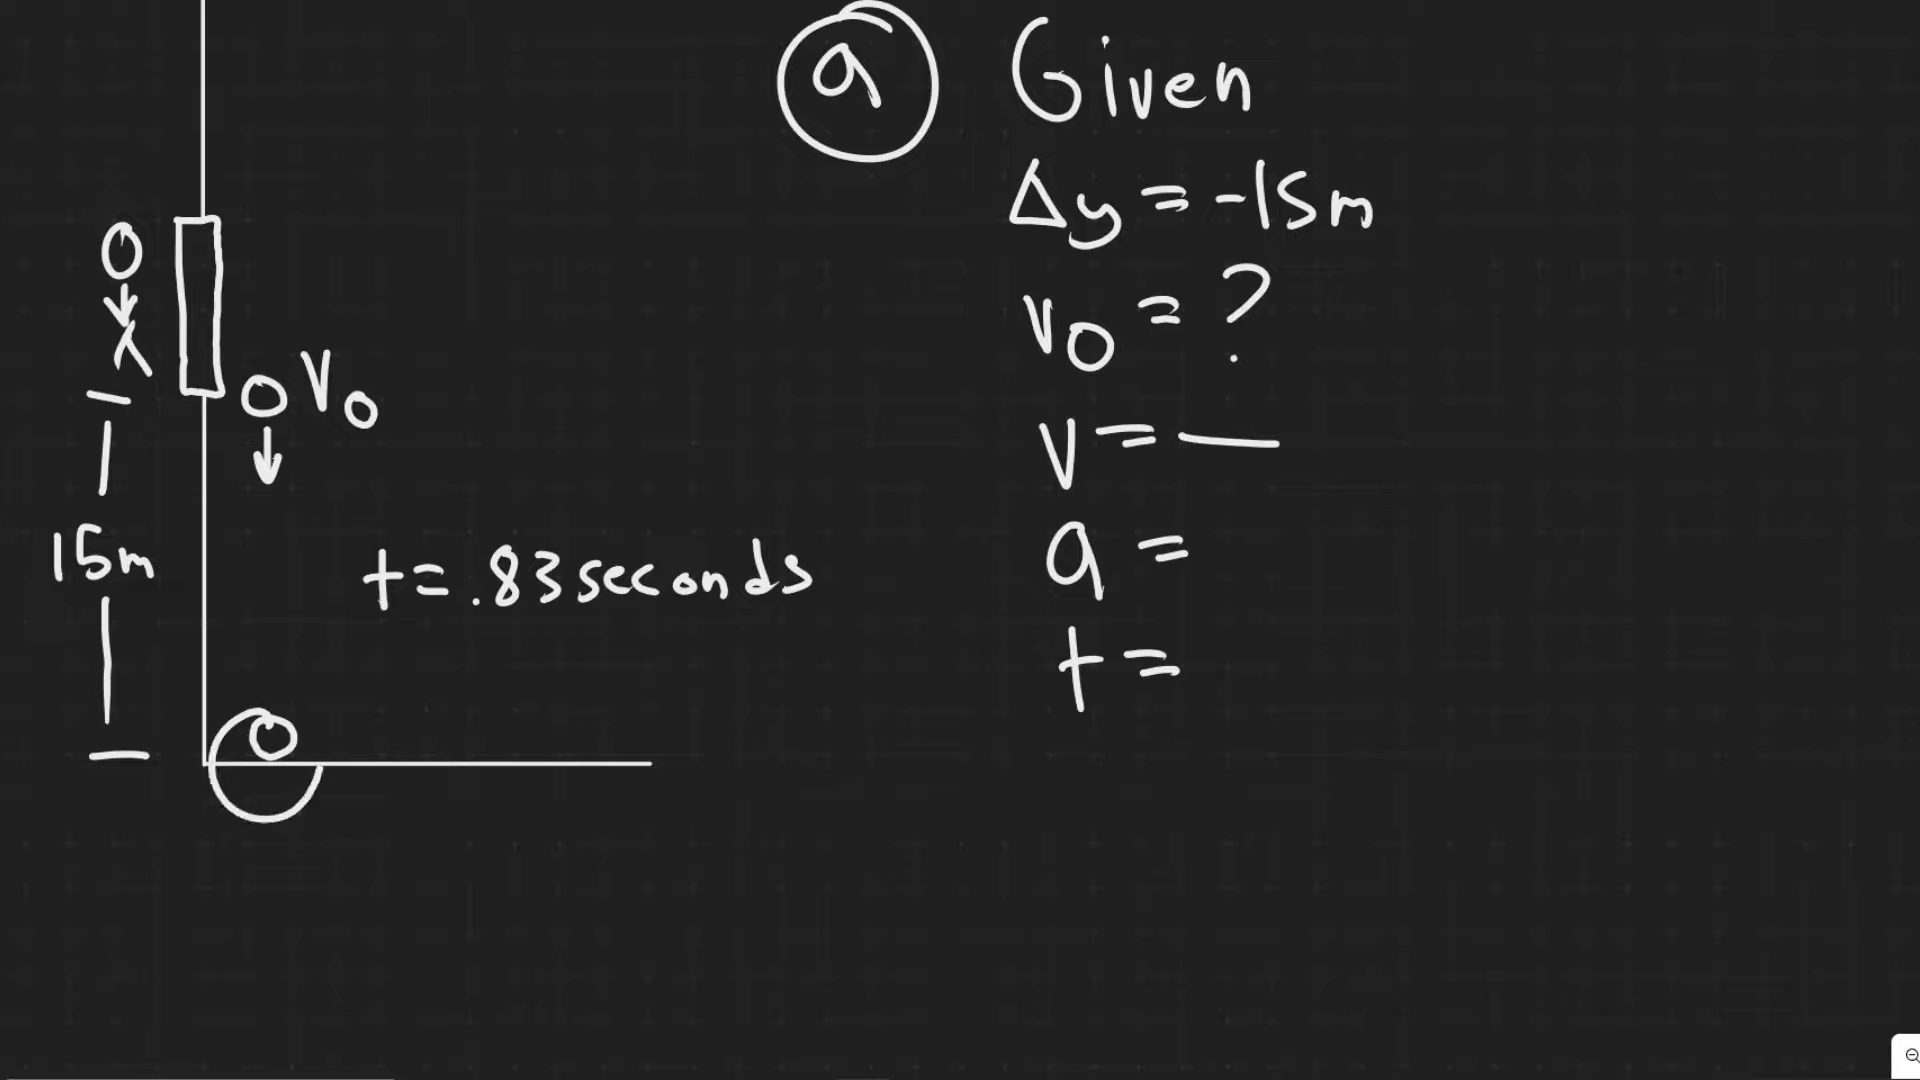 a
Given
Δy = -15m
v0 = ?
v = —
a =
t =
V0
15m
t = .83 seconds